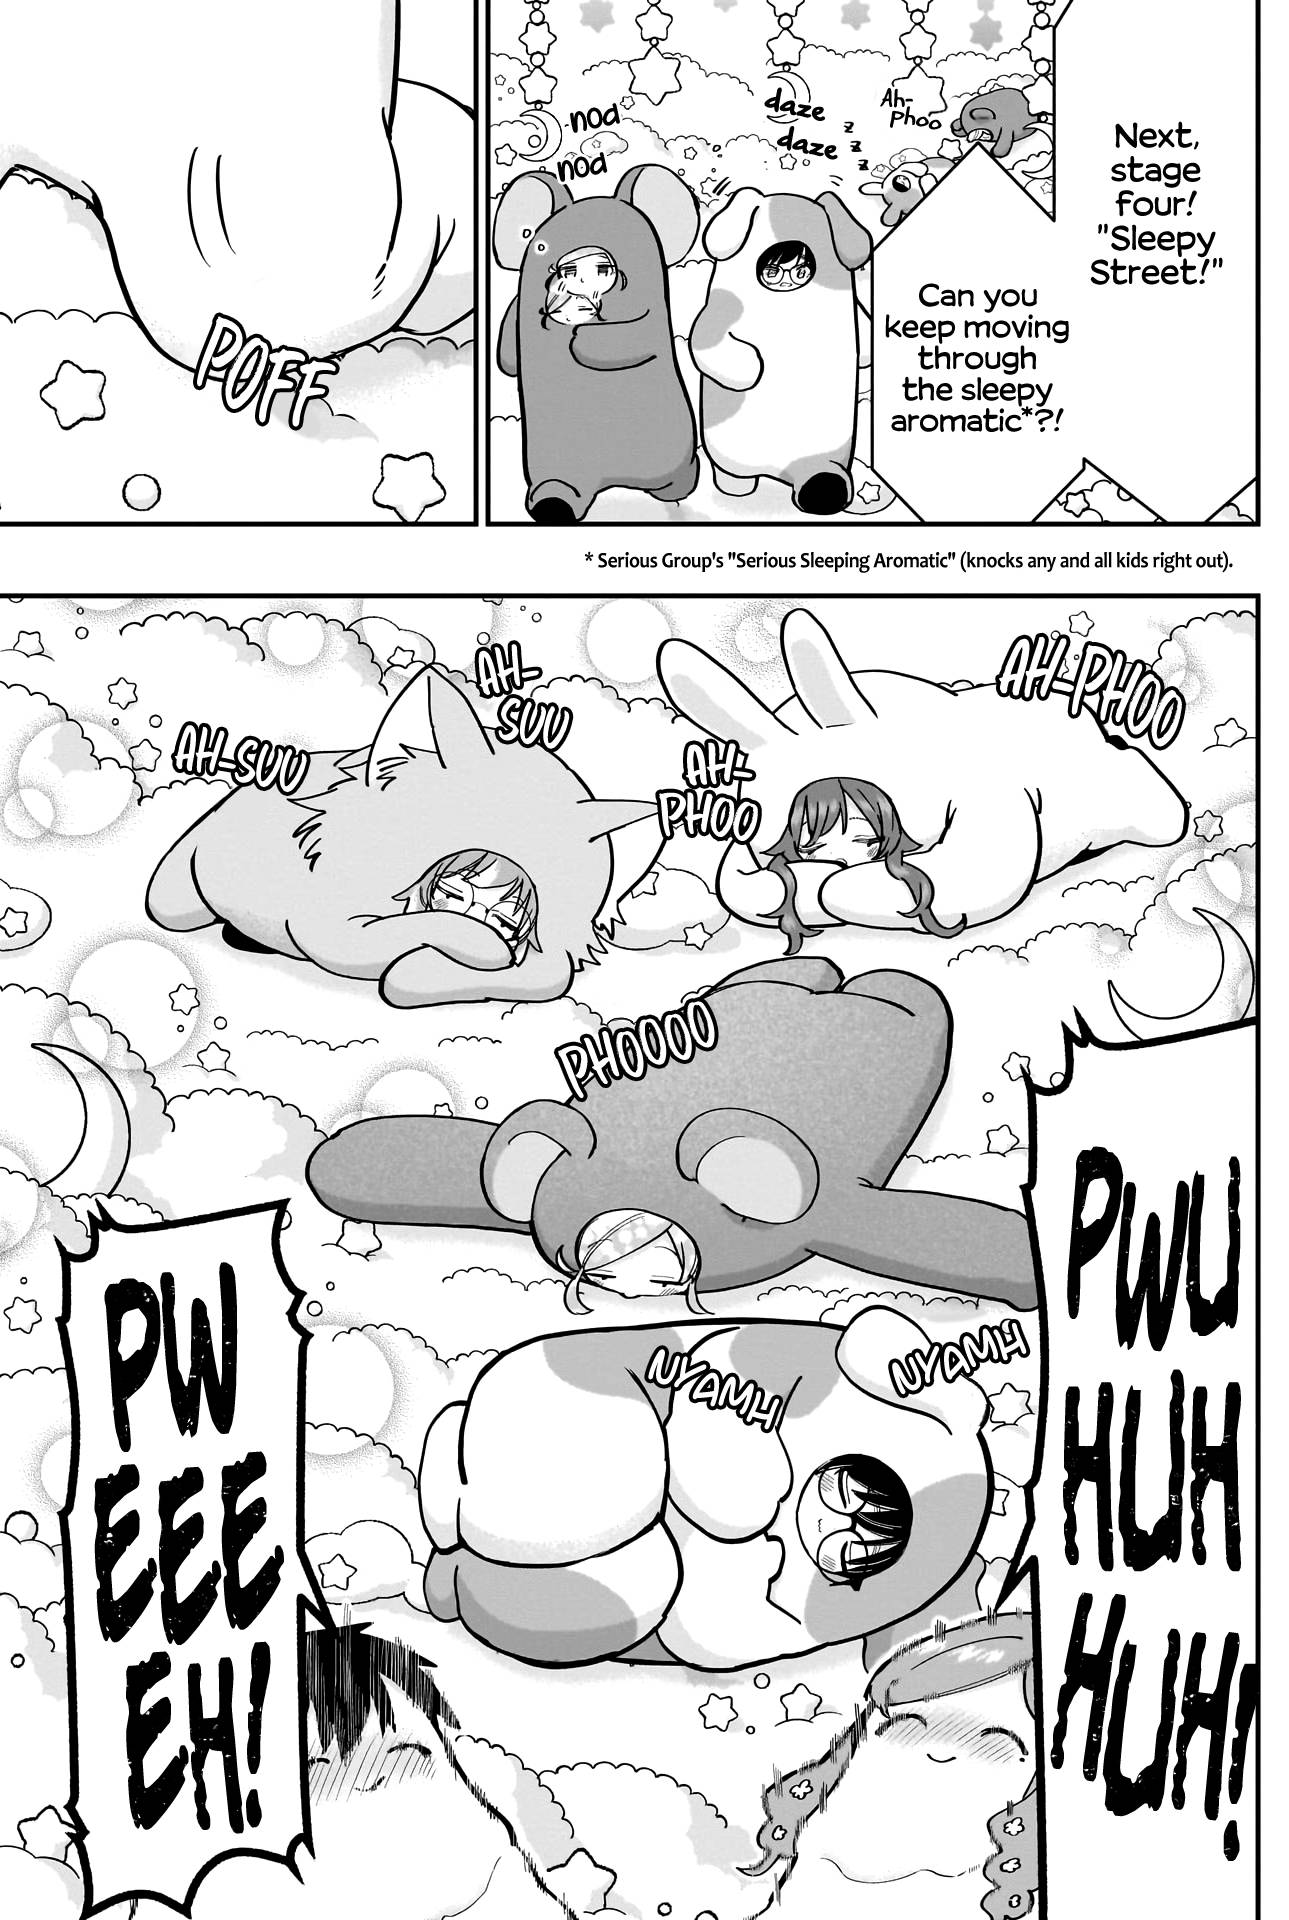 Next,
stage
four!
"Sleepy
Street!"
Can you
keep moving
through
the sleepy
aromatic*?!
Ah-
Phoo
daze
daze
z
z
z
z
nod
nod
POFF
* Serious Group's "Serious Sleeping Aromatic" (knocks any and all kids right out).
AH-PHOO
AH-
PHOO
AH-
SUU
AH-SUU
PHOOOO
NYAMH
NYAMH
PWU
HUH
HUH!
PW
EEE
EH!